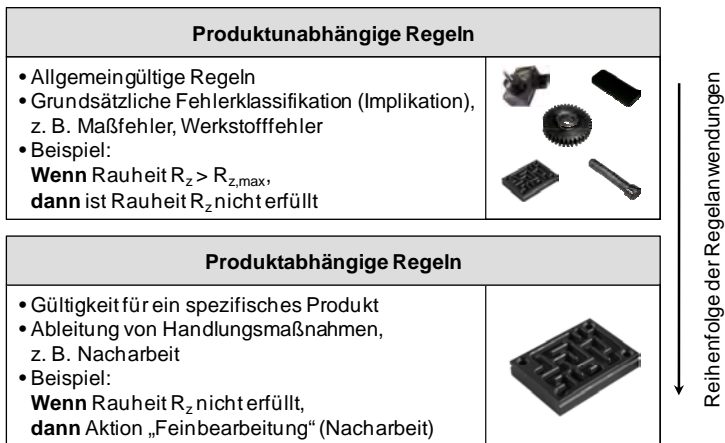 Produktunabhängige Regeln
• Allgemeingültige Regeln
• Grundsätzliche Fehlerklassifikation (Implikation),
z. B. Maßfehler, Werkstofffehler
• Beispiel:
Wenn Rauheit Rz > Rz,max,
dann ist Rauheit Rz nicht erfüllt
Produktabhängige Regeln
• Gültigkeit für ein spezifisches Produkt
• Ableitung von Handlungsmaßnahmen,
z. B. Nacharbeit
• Beispiel:
Wenn Rauheit Rz nicht erfüllt,
dann Aktion „Feinbearbeitung“ (Nacharbeit)
Reihenfolge der Regelanwendungen